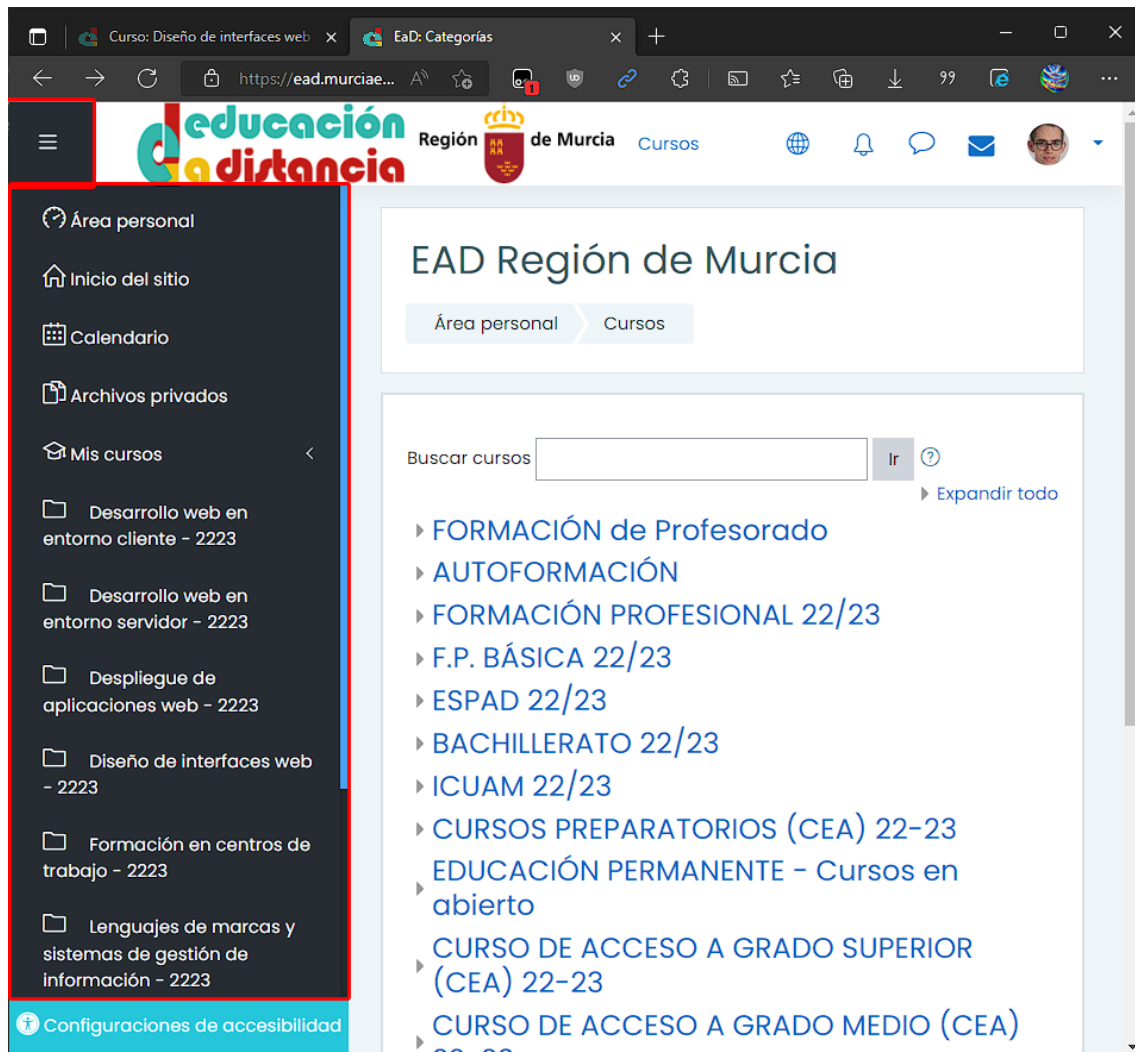 Curso: Diseño de interfaces web
EaD: Categorías
https://ead.murciae...
1
educación
a distancia
Región de Murcia
Cursos
Área personal
Inicio del sitio
Calendario
Archivos privados
Mis cursos
Desarrollo web en
entorno cliente - 2223
Desarrollo web en
entorno servidor - 2223
Despliegue de
aplicaciones web - 2223
Diseño de interfaces web
- 2223
Formación en centros de
trabajo - 2223
Lenguajes de marcas y
sistemas de gestión de
información - 2223
Configuraciones de accesibilidad
EAD Región de Murcia
Área personal
Cursos
Buscar cursos
Ir
Expandir todo
FORMACIÓN de Profesorado
AUTOFORMACIÓN
FORMACIÓN PROFESIONAL 22/23
F.P. BÁSICA 22/23
ESPAD 22/23
BACHILLERATO 22/23
ICUAM 22/23
CURSOS PREPARATORIOS (CEA) 22-23
EDUCACIÓN PERMANENTE - Cursos en
abierto
CURSO DE ACCESO A GRADO SUPERIOR
(CEA) 22-23
CURSO DE ACCESO A GRADO MEDIO (CEA)